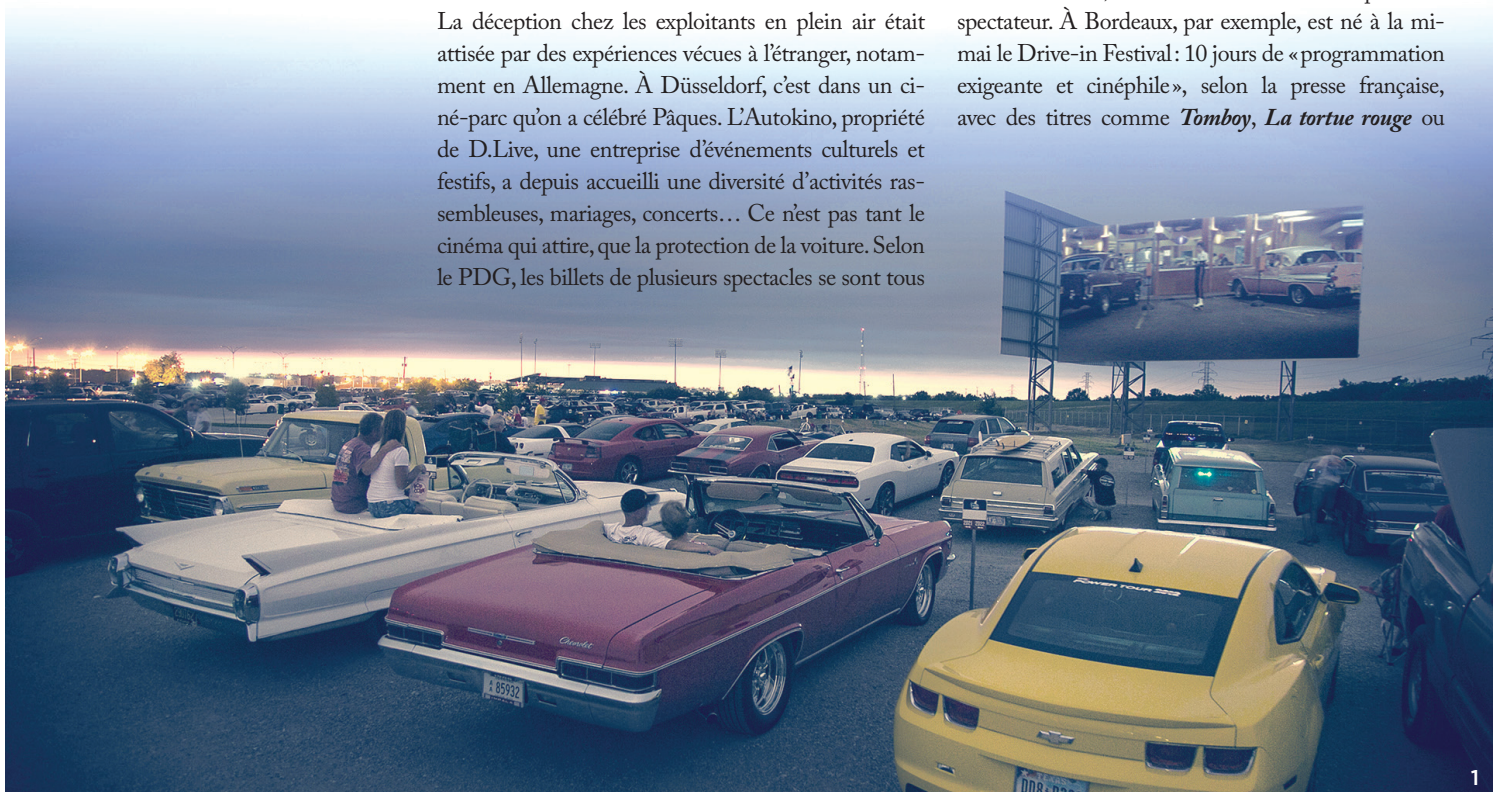 La déception chez les exploitants en plein air était
attisée par des expériences vécues à l'étranger, notam-
ment en Allemagne. À Düsseldorf, c'est dans un ci-
né-parc qu'on a célébré Pâques. L'Autokino, propriété
de D.Live, une entreprise d'événements culturels et
festifs, a depuis accueilli une diversité d'activités ras-
sembleuses, mariages, concerts… Ce n'est pas tant le
cinéma qui attire, que la protection de la voiture. Selon
le PDG, les billets de plusieurs spectacles se sont tous
spectateur. À Bordeaux, par exemple, est né à la mi-
mai le Drive-in Festival : 10 jours de «programmation
exigeante et cinéphile», selon la presse française,
avec des titres comme Tomboy, La tortue rouge ou
Chevrolet
85932
POWER TOUR
1